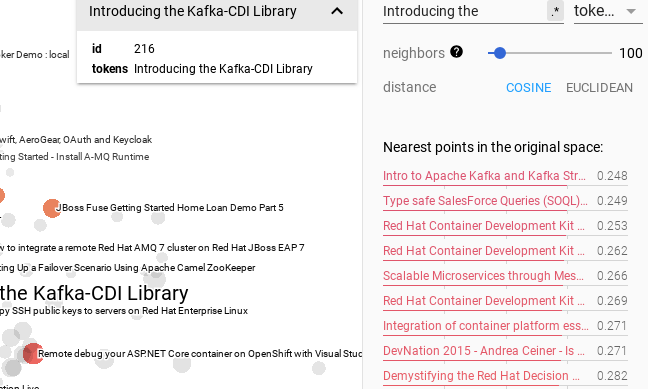 Introducing the Kafka-CDI Library
id 216
tokens Introducing the Kafka-CDI Library
ker Demo : local
wift, AeroGear, OAuth and Keycloak
ting Started - Install A-MQ Runtime
JBoss Fuse Getting Started Home Loan Demo Part 5
w to integrate a remote Red Hat AMQ 7 cluster on Red Hat JBoss EAP 7
ting Up a Failover Scenario Using Apache Camel ZooKeeper
the Kafka-CDI Library
py SSH public keys to servers on Red Hat Enterprise Linux
Remote debug your ASP.NET Core container on OpenShift with Visual Stud
Introducing the .* toke...
neighbors ? 100
distance COSINE EUCLIDEAN
Nearest points in the original space:
Intro to Apache Kafka and Kafka Str... 0.248
Type safe SalesForce Queries (SOQL)... 0.249
Red Hat Container Development Kit ... 0.253
Red Hat Container Development Kit ... 0.262
Scalable Microservices through Mes... 0.266
Red Hat Container Development Kit ... 0.269
Integration of container platform ess... 0.271
DevNation 2015 - Andrea Ceiner - Is ... 0.271
Demystifying the Red Hat Decision ... 0.282